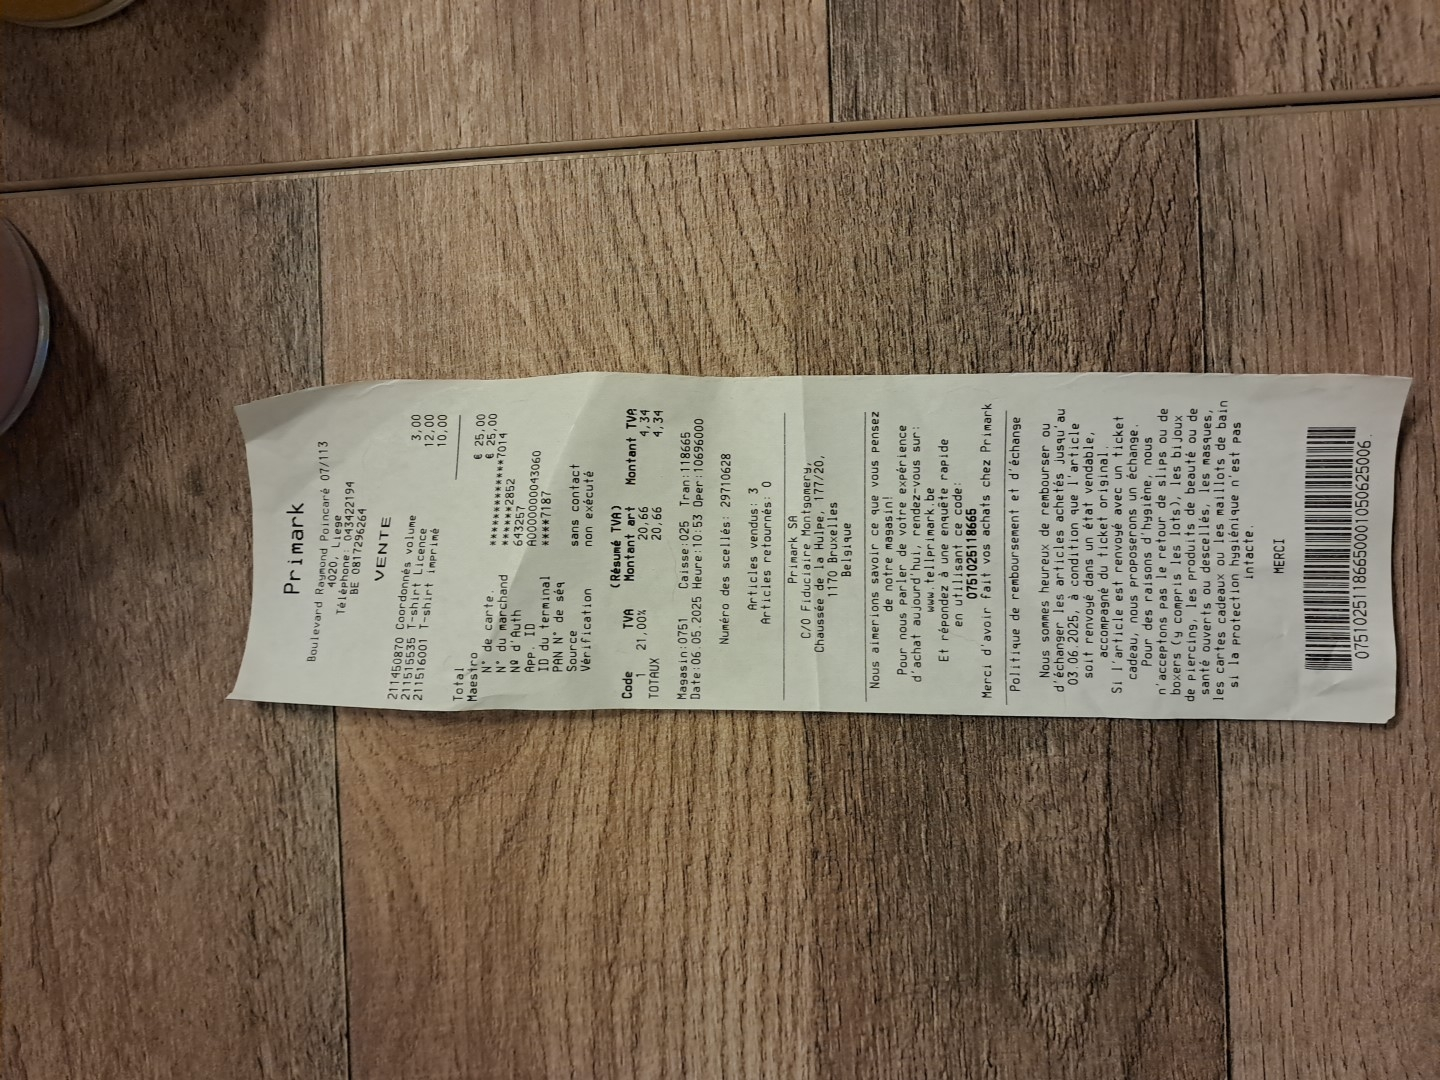 Primark
Boulevard Raymond Poincaré 07/113
4020, Liege
Téléphone: 043422194
BE 0817296264
VENTE
211450870 Coordonnés volume 3,00
211515535 T-shirt Licence 12,00
211516001 T-shirt imprimé 10,00
Total € 25,00
Maestro € 25,00
N° de carte. ************7014
N° du marchand ******2852
Nº d'Auth 643257
APP. ID A0000000043060
ID du terminal ****7187
PAN N° de séq
Source sans contact
Vérification non exécuté
(Résumé TVA)
Code TVA Montant art Montant TVA
1 21,00% 20,66 4,34
TOTAUX 20,66 4,34
Magasin:0751 Caisse:025 Tran:118665
Date:06.05.2025 Heure:10:53 Oper:10696000
Numéro des scellés: 29710628
Articles vendus: 3
Articles retournés: 0
Primark SA
C/O Fiduciaire Montgomery,
Chaussée de la Hulpe, 177/20,
1170 Bruxelles
Belgique
Nous aimerions savoir ce que vous pensez
de notre magasin!
Pour nous parler de votre expérience
d'achat aujourd'hui, rendez-vous sur:
www.tellprimark.be
Et répondez à une enquête rapide
en utilisant ce code:
0751025118665
Merci d'avoir fait vos achats chez Primark
Politique de remboursement et d'échange
Nous sommes heureux de rembourser ou
d'échanger les articles achetés jusqu'au
03.06.2025, à condition que l'article
soit renvoyé dans un état vendable,
accompagné du ticket original.
Si l'article est renvoyé avec un ticket
cadeau, nous proposerons un échange.
Pour des raisons d'hygiène, nous
n'acceptons pas le retour de slips ou de
boxers (y compris les lots), les bijoux
de piercing, les produits de beauté ou de
santé ouverts ou descellés, les masques,
les cartes cadeaux ou les maillots de bain
si la protection hygiénique n'est pas
intacte.
MERCI
07510251186650001050625006